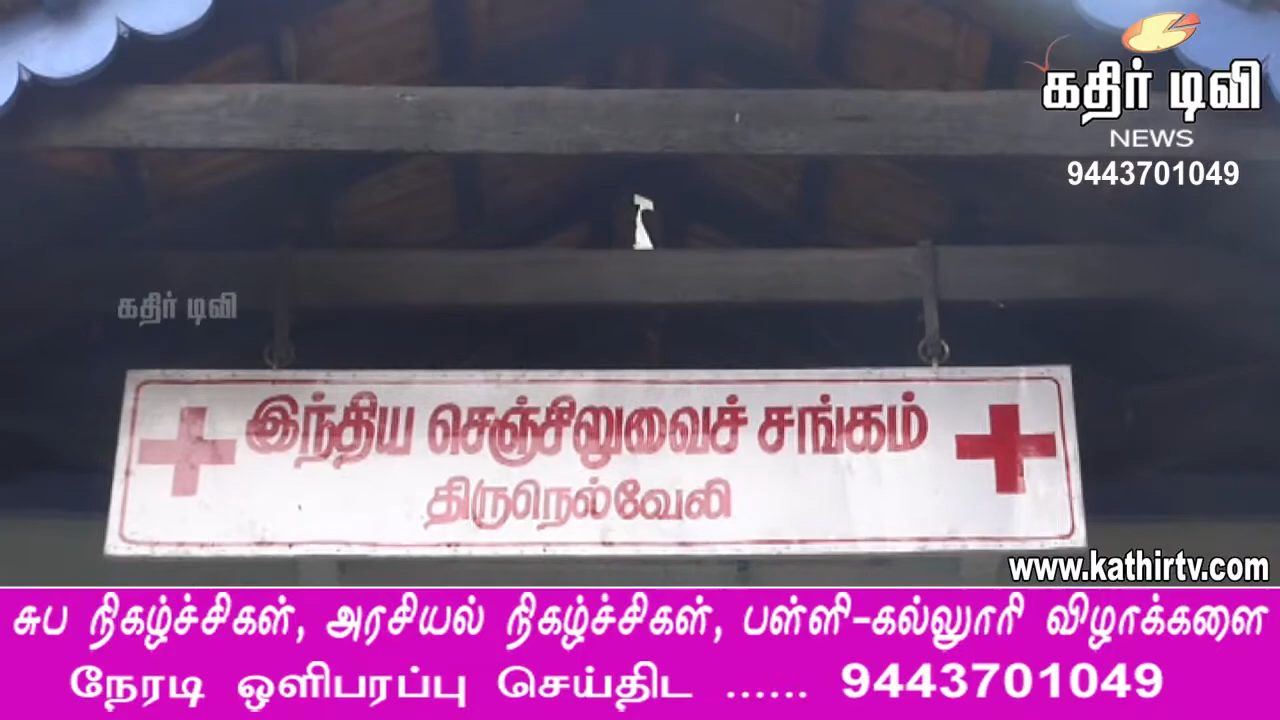 கதிர் டிவி
NEWS
9443701049
கதிர் டிவி
இந்திய செஞ்சிலுவைச் சங்கம்
திருநெல்வேலி
www.kathirtv.com
சுப நிகழ்ச்சிகள், அரசியல் நிகழ்ச்சிகள், பள்ளி-கல்லூரி விழாக்களை
நேரடி ஒளிபரப்பு செய்திட ...... 9443701049